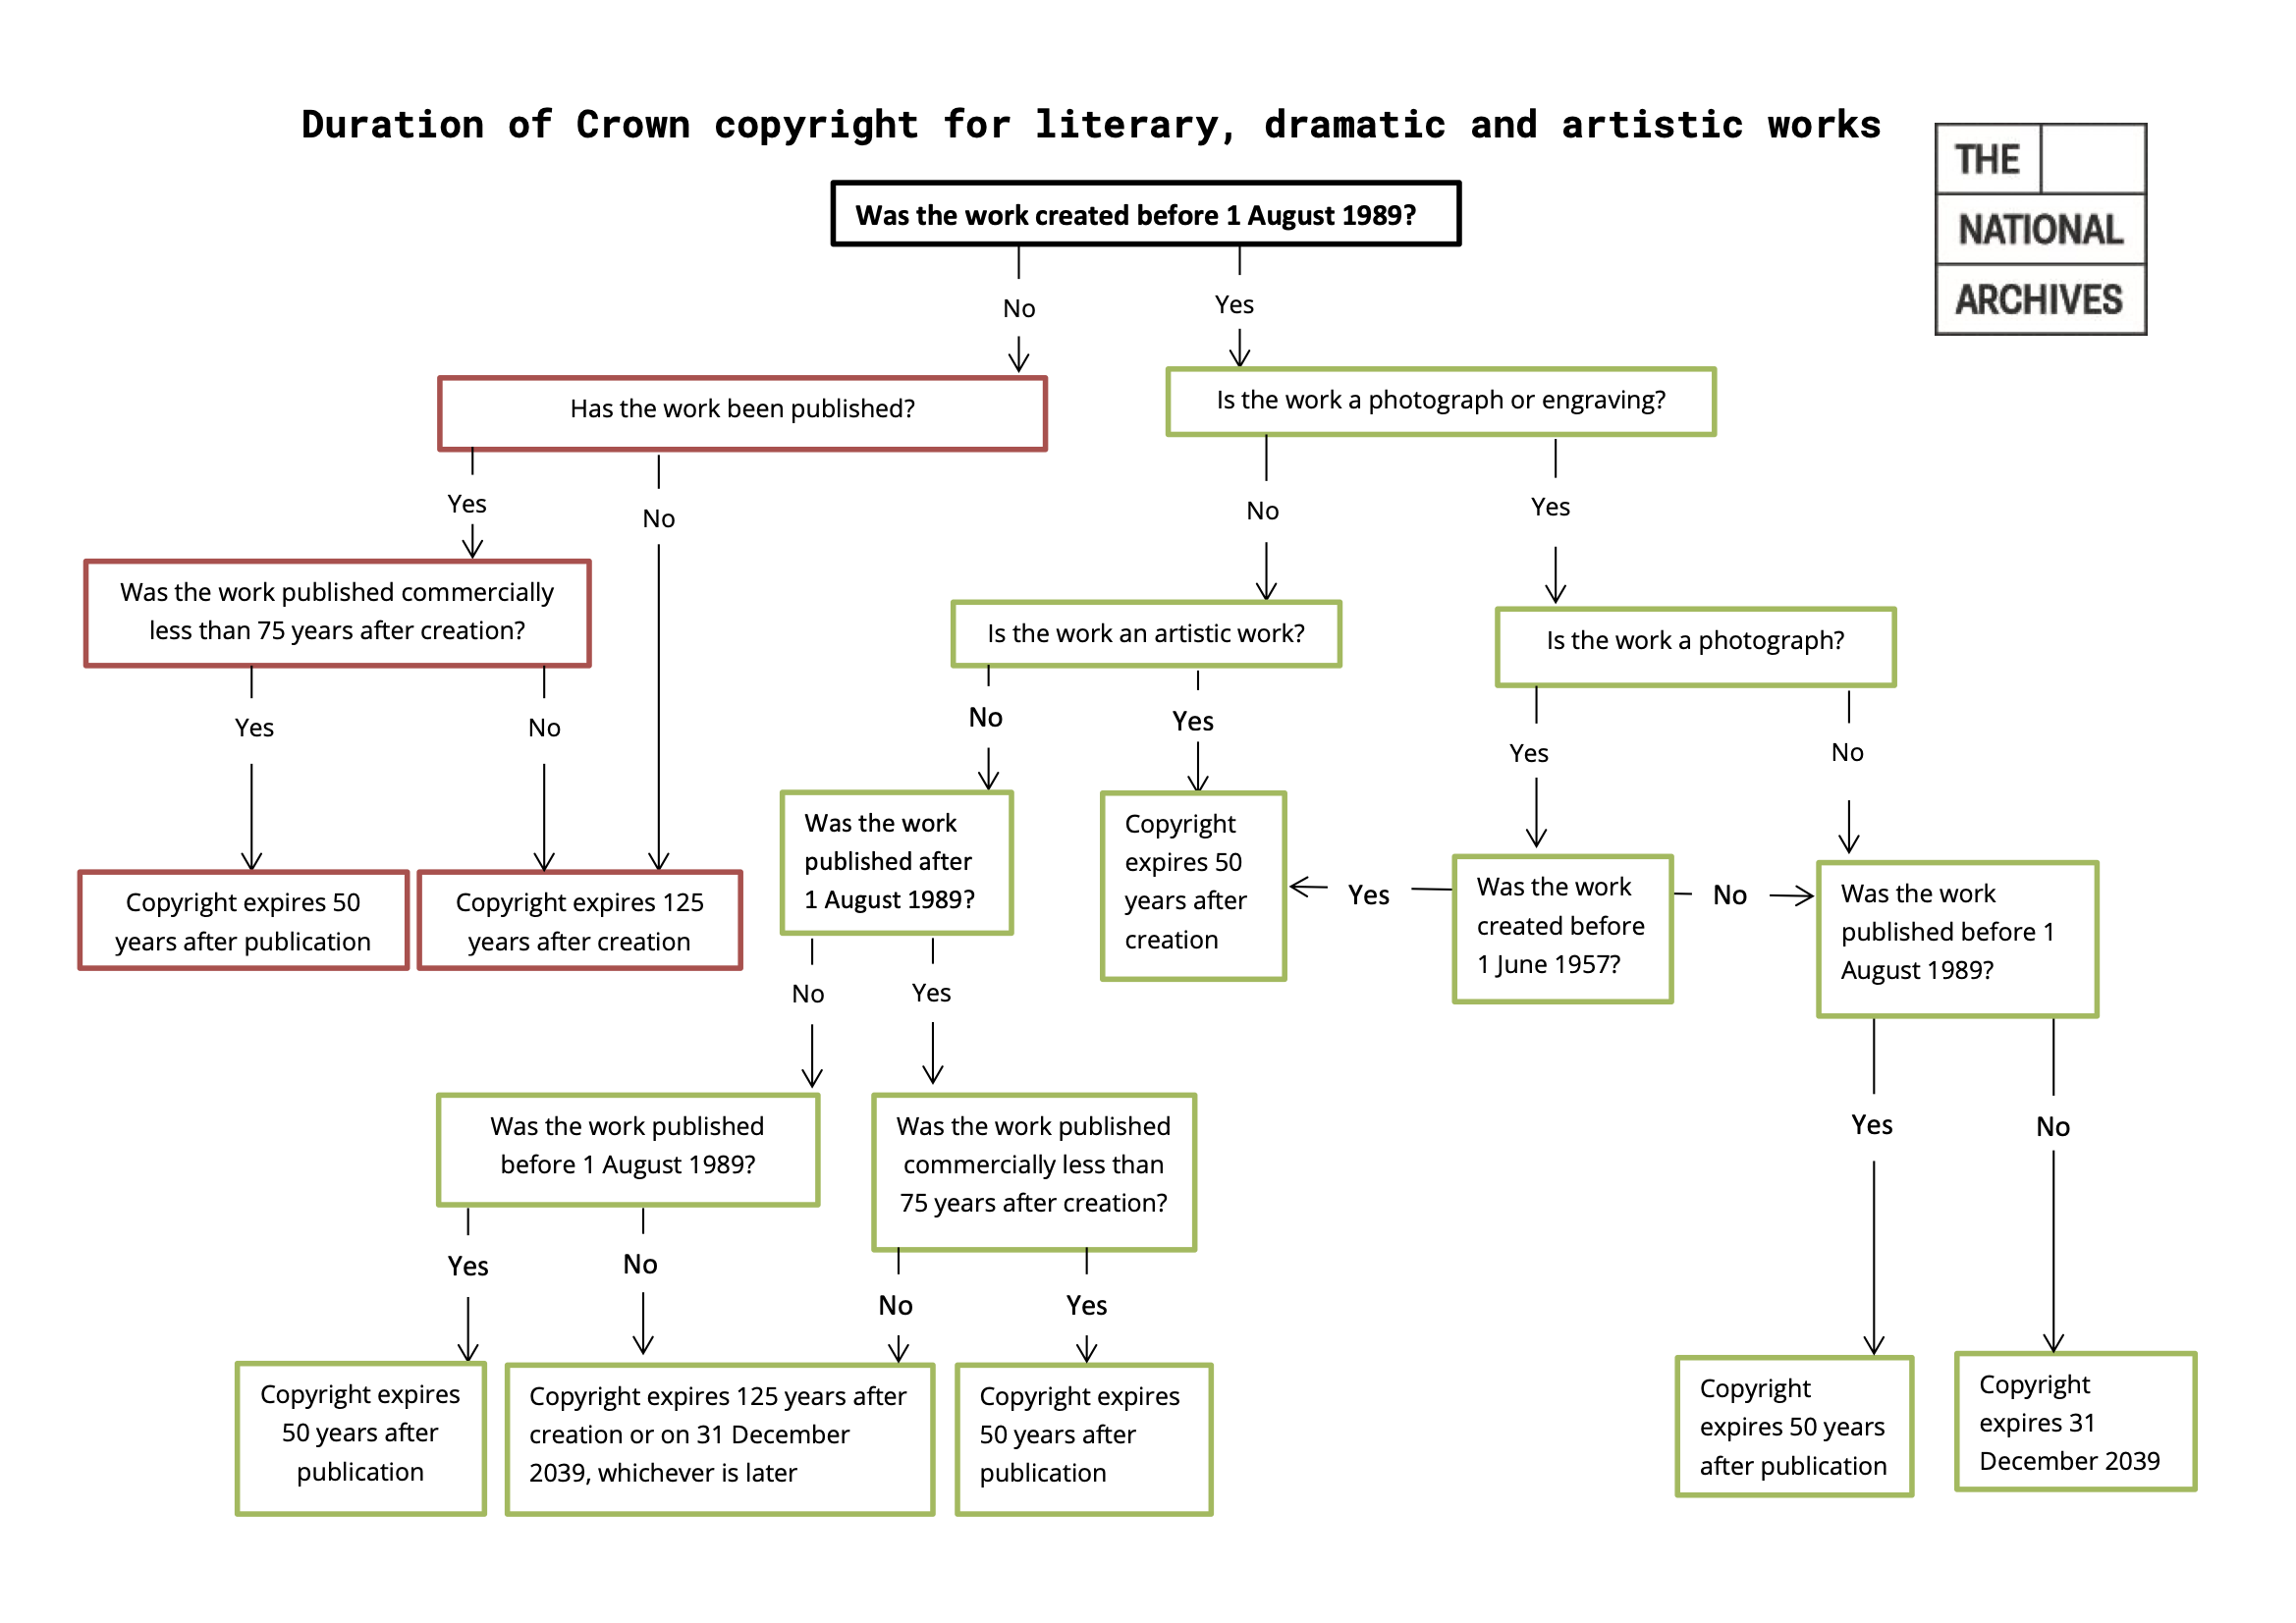 Duration of Crown copyright for literary, dramatic and artistic works
THE
NATIONAL
ARCHIVES
Was the work created before 1 August 1989?
No
Yes
Has the work been published?
Is the work a photograph or engraving?
Yes
No
No
Yes
Was the work published commercially
less than 75 years after creation?
Is the work an artistic work?
Is the work a photograph?
Yes
No
No
Yes
Yes
No
Copyright expires 50
years after publication
Copyright expires 125
years after creation
Was the work
published after
1 August 1989?
Copyright
expires 50
years after
creation
Yes
Was the work
created before
1 June 1957?
No
Was the work
published before 1
August 1989?
No
Yes
Was the work published
before 1 August 1989?
Was the work published
commercially less than
75 years after creation?
Yes
No
Yes
No
No
Yes
Copyright expires
50 years after
publication
Copyright expires 125 years after
creation or on 31 December
2039, whichever is later
Copyright expires
50 years after
publication
Copyright
expires 50 years
after publication
Copyright
expires 31
December 2039